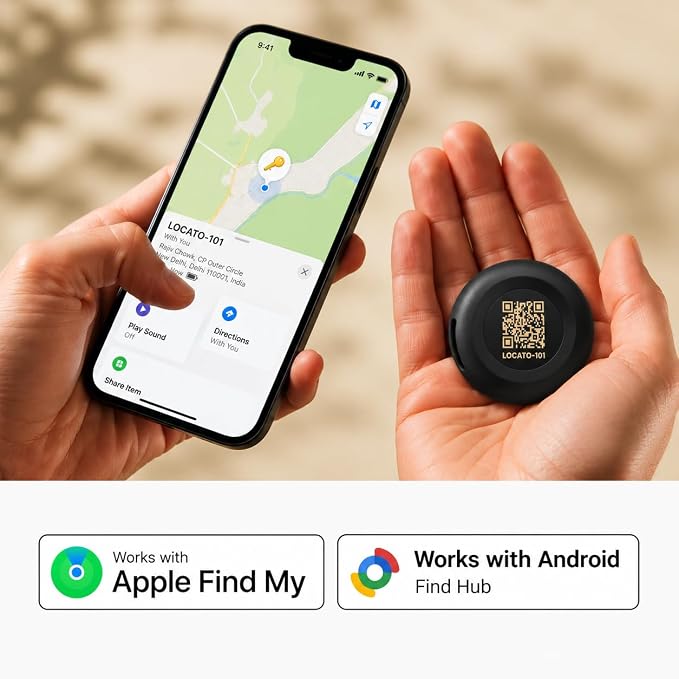 9:41
LOCATO-101
With You
Rajiv Chowk, CP Outer Circle
New Delhi, Delhi 110001, India
Now
Play Sound
Off
Directions
With You
Share Item
LOCATO-101
Works with
Apple Find My
Works with Android
Find Hub